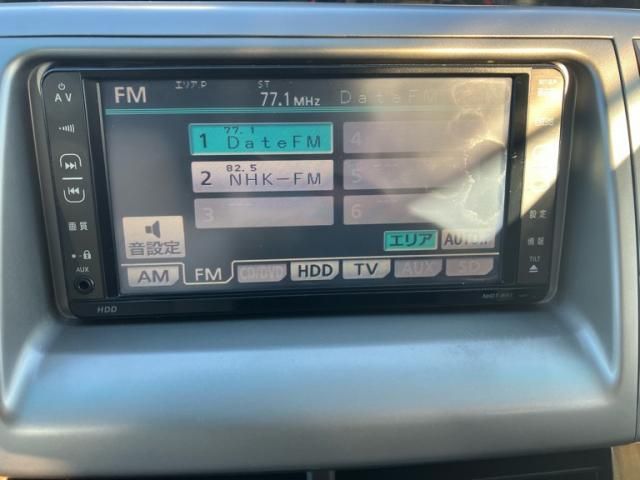 AV
エリア.P ST
FM 77.1MHz DateFM
1 77.1 DateFM
4
2 82.5 NHK-FM
5
3
6
画質
音設定
エリア AUTO.P
設定
情報
TILT
AUX
AM FM CD/DVD HDD TV AUX SD
HDD